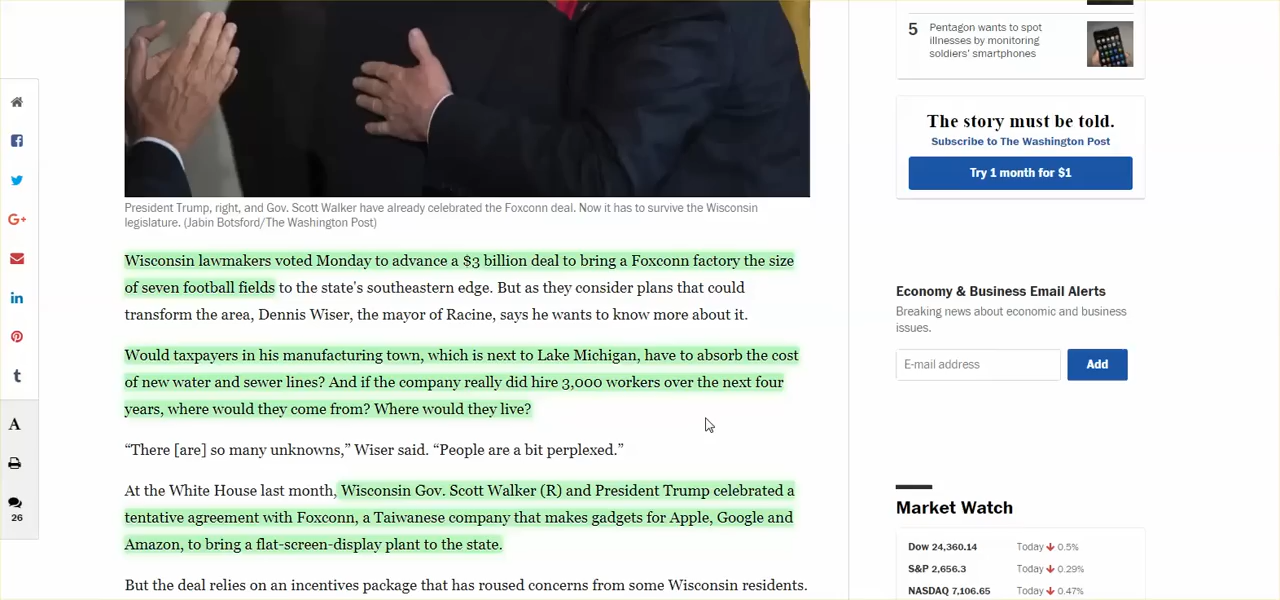 5
Pentagon wants to spot
illnesses by monitoring
soldiers' smartphones
The story must be told.
Subscribe to The Washington Post
Try 1 month for $1
President Trump, right, and Gov. Scott Walker have already celebrated the Foxconn deal. Now it has to survive the Wisconsin
legislature. (Jabin Botsford/The Washington Post)
Wisconsin lawmakers voted Monday to advance a $3 billion deal to bring a Foxconn factory the size
of seven football fields to the state's southeastern edge. But as they consider plans that could
transform the area, Dennis Wiser, the mayor of Racine, says he wants to know more about it.
Would taxpayers in his manufacturing town, which is next to Lake Michigan, have to absorb the cost
of new water and sewer lines? And if the company really did hire 3,000 workers over the next four
years, where would they come from? Where would they live?
“There [are] so many unknowns,” Wiser said. “People are a bit perplexed.”
At the White House last month, Wisconsin Gov. Scott Walker (R) and President Trump celebrated a
tentative agreement with Foxconn, a Taiwanese company that makes gadgets for Apple, Google and
Amazon, to bring a flat-screen-display plant to the state.
But the deal relies on an incentives package that has roused concerns from some Wisconsin residents.
Economy & Business Email Alerts
Breaking news about economic and business
issues.
E-mail address
Add
Market Watch
Dow 24,360.14 Today 0.5%
S&P 2,656.3 Today 0.29%
NASDAQ 7,106.65 Today 0.47%
G+
in
t
A
26